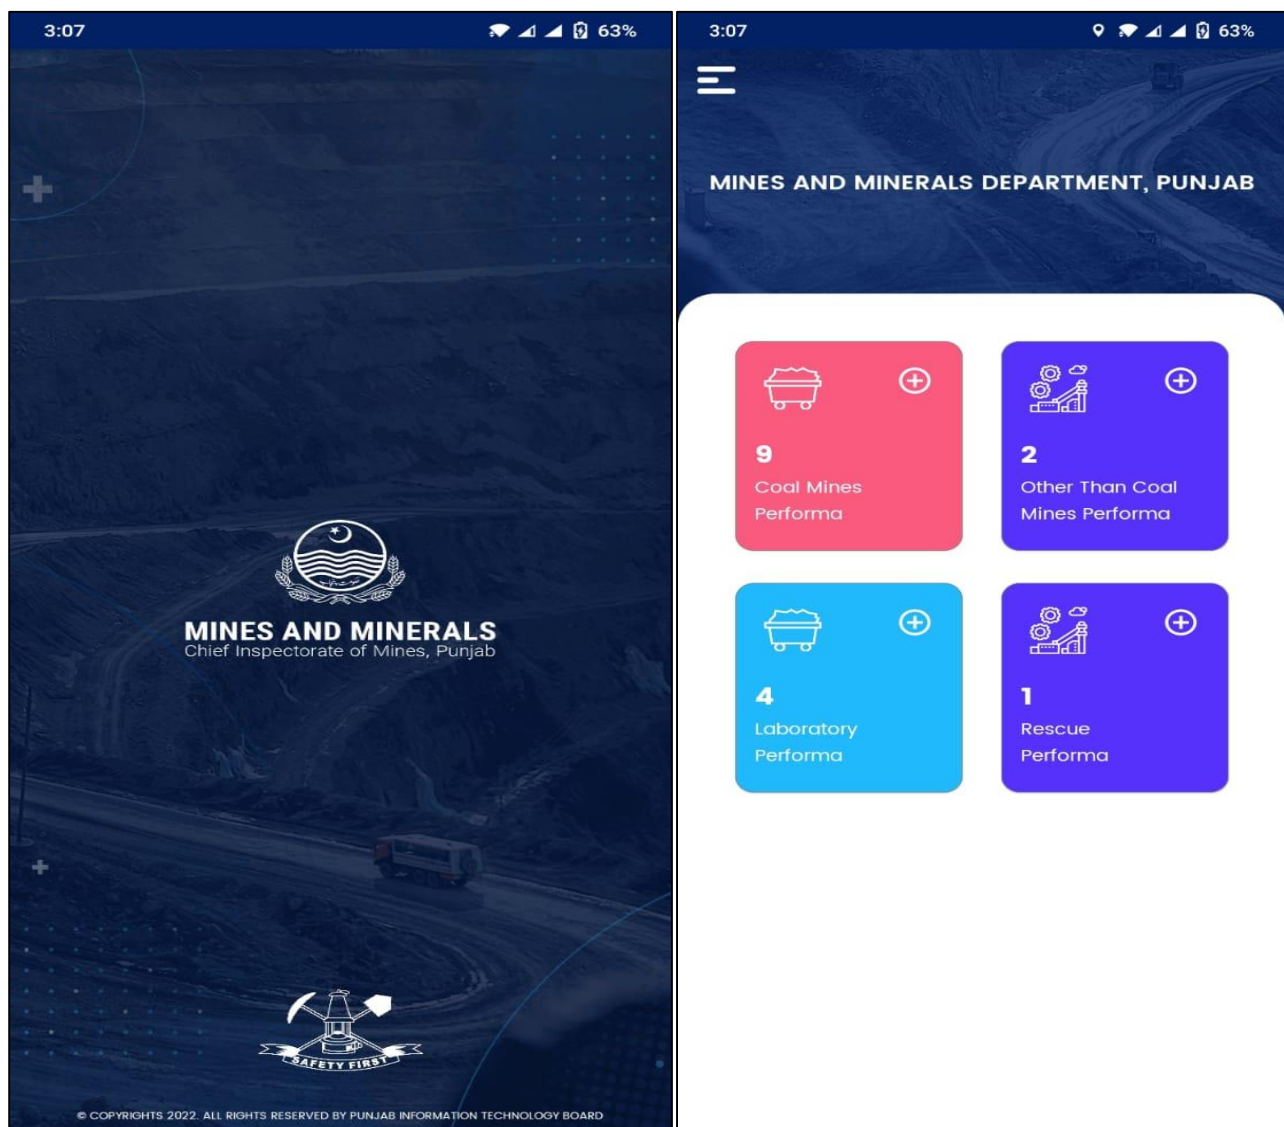 3:07
63%
MINES AND MINERALS
Chief Inspectorate of Mines, Punjab
SAFETY FIRST
© COPYRIGHTS 2022. ALL RIGHTS RESERVED BY PUNJAB INFORMATION TECHNOLOGY BOARD
3:07
63%
MINES AND MINERALS DEPARTMENT, PUNJAB
9
Coal Mines
Performa
2
Other Than Coal
Mines Performa
4
Laboratory
Performa
1
Rescue
Performa